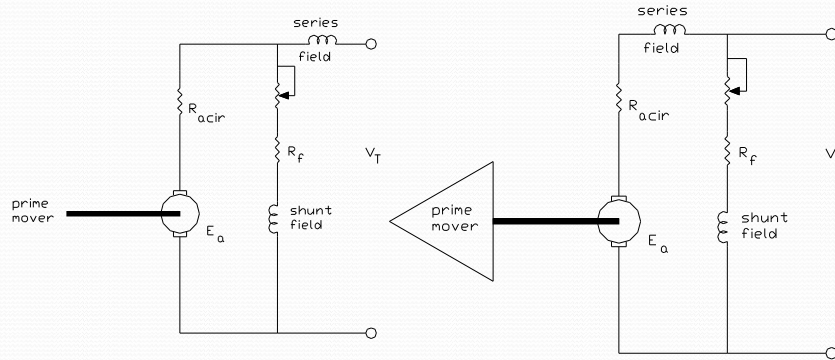 series
field
R acir
R f
V T
prime
mover
shunt
field
E a
series
field
R acir
R f
V
prime
mover
shunt
field
E a